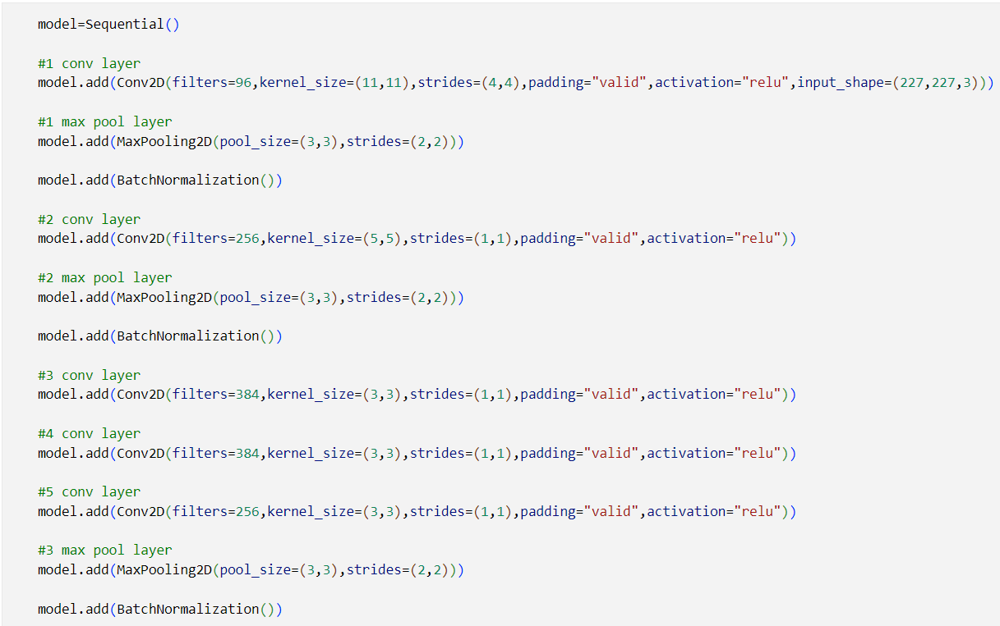 model=Sequential()
#1 conv layer
model.add(Conv2D(filters=96,kernel_size=(11,11),strides=(4,4),padding="valid",activation="relu",input_shape=(227,227,3)))
#1 max pool layer
model.add(MaxPooling2D(pool_size=(3,3),strides=(2,2)))
model.add(BatchNormalization())
#2 conv layer
model.add(Conv2D(filters=256,kernel_size=(5,5),strides=(1,1),padding="valid",activation="relu"))
#2 max pool layer
model.add(MaxPooling2D(pool_size=(3,3),strides=(2,2)))
model.add(BatchNormalization())
#3 conv layer
model.add(Conv2D(filters=384,kernel_size=(3,3),strides=(1,1),padding="valid",activation="relu"))
#4 conv layer
model.add(Conv2D(filters=384,kernel_size=(3,3),strides=(1,1),padding="valid",activation="relu"))
#5 conv layer
model.add(Conv2D(filters=256,kernel_size=(3,3),strides=(1,1),padding="valid",activation="relu"))
#3 max pool layer
model.add(MaxPooling2D(pool_size=(3,3),strides=(2,2)))
model.add(BatchNormalization())